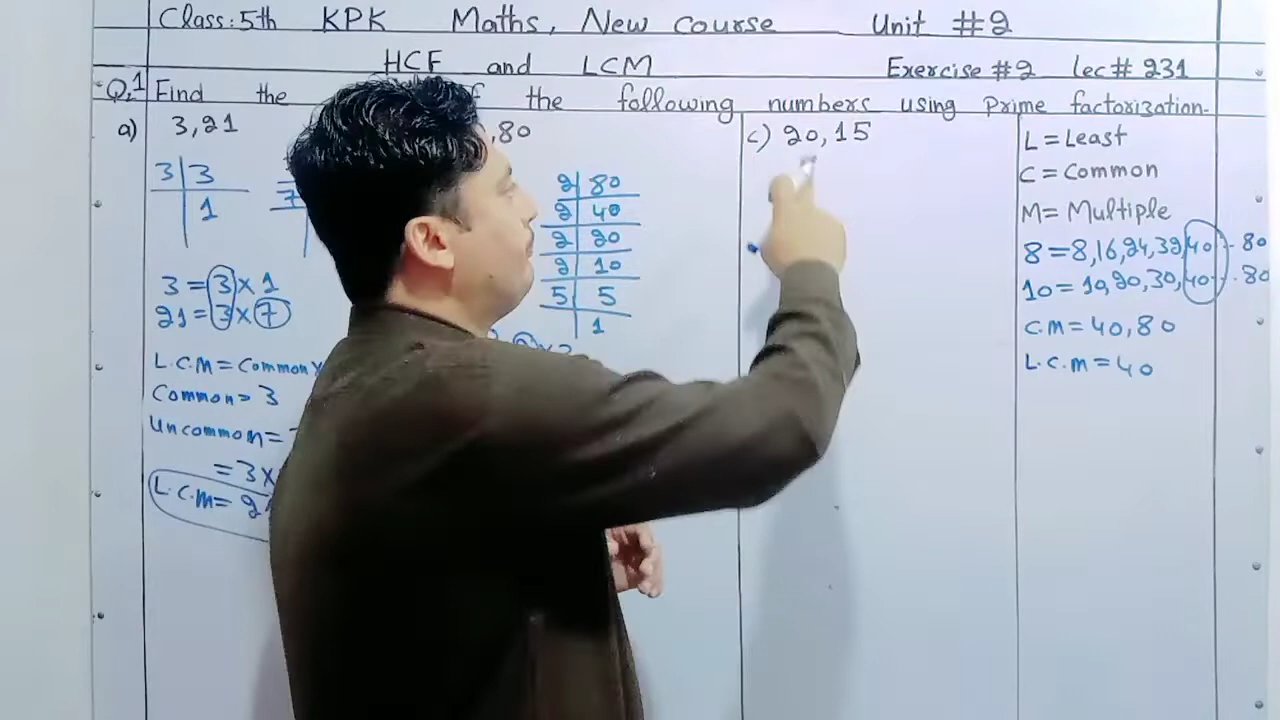 Class:5th KPK Maths, New course Unit #2
HCF and LCM Exercise #2 lec# 231
Q.1 Find the of the following numbers using Prime factorization.
a) 3,21
,80
c) 20,15
3 3
1
7
3 = 3 × 1
21 = 3 × 7
L.C.M = Common ×
Common = 3
Uncommon =
= 3 ×
L.C.M = 2
2 80
2 40
2 20
2 10
5 5
1
L = Least
C = Common
M = Multiple
8 = 8,16,24,32,40 - 80
10 = 10,20,30,40 - 80
C.M = 40,80
L.C.M = 40